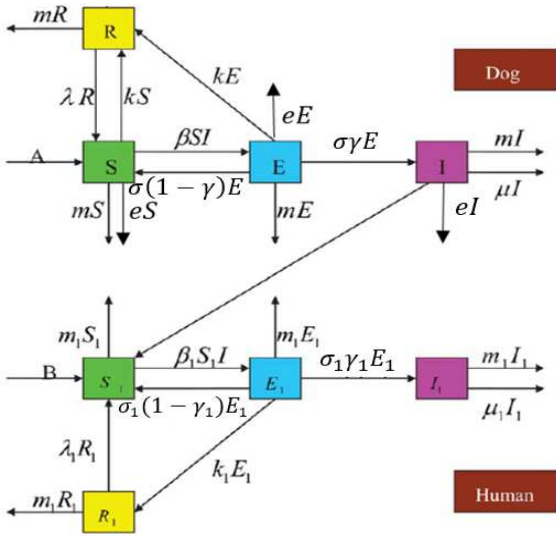 mR
R
kE
Dog
λR
kS
eE
A
S
βSI
E
σγE
I
mI
σ(1 − γ)E
μI
mS
eS
mE
eI
m₁S₁
m₁E₁
B
S₁
β₁S₁I
E₁
σ₁γ₁E₁
I₁
m₁I₁
σ₁(1 − γ₁)E₁
μ₁I₁
λ₁R₁
k₁E₁
m₁R₁
R₁
Human